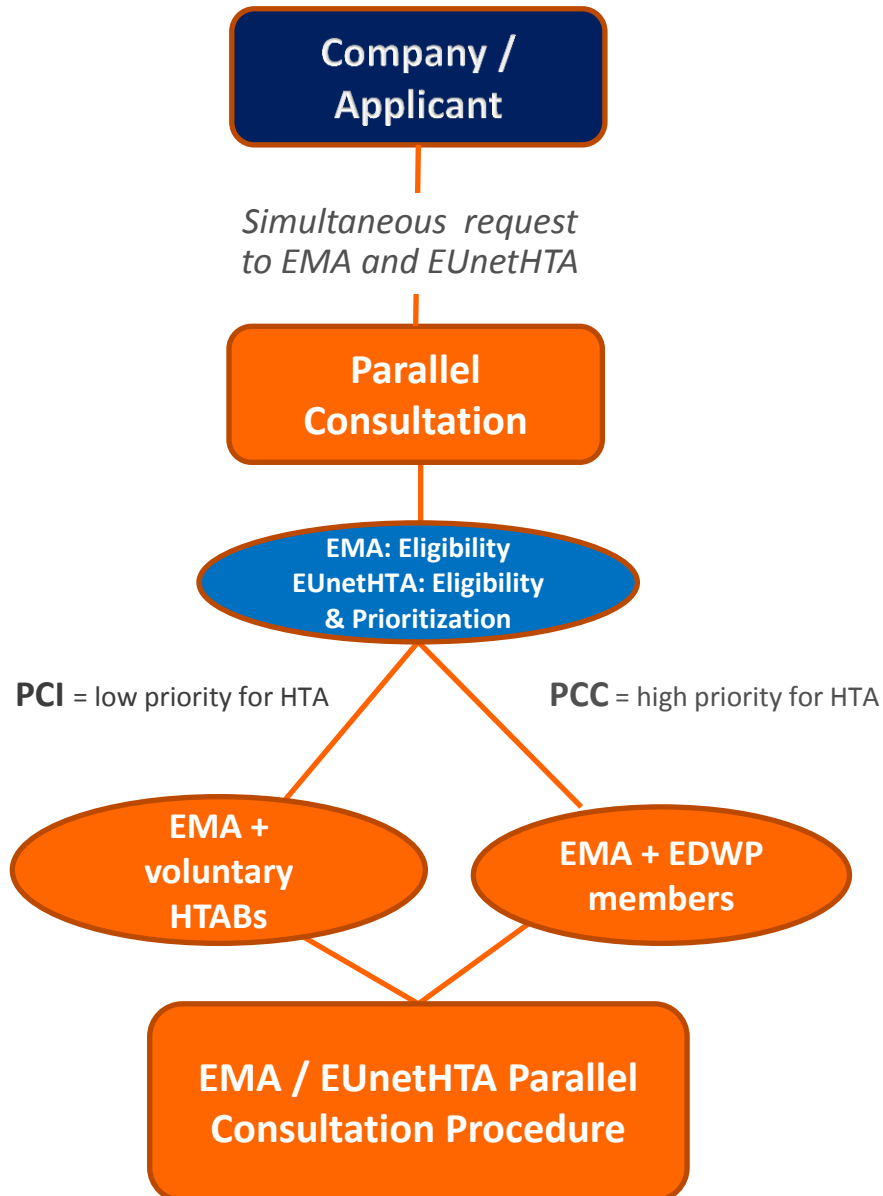 Company /
Applicant
Simultaneous request
to EMA and EUnetHTA
Parallel
Consultation
EMA: Eligibility
EUnetHTA: Eligibility
& Prioritization
PCI = low priority for HTA
PCC = high priority for HTA
EMA +
voluntary
HTABs
EMA + EDWP
members
EMA / EUnetHTA Parallel
Consultation Procedure